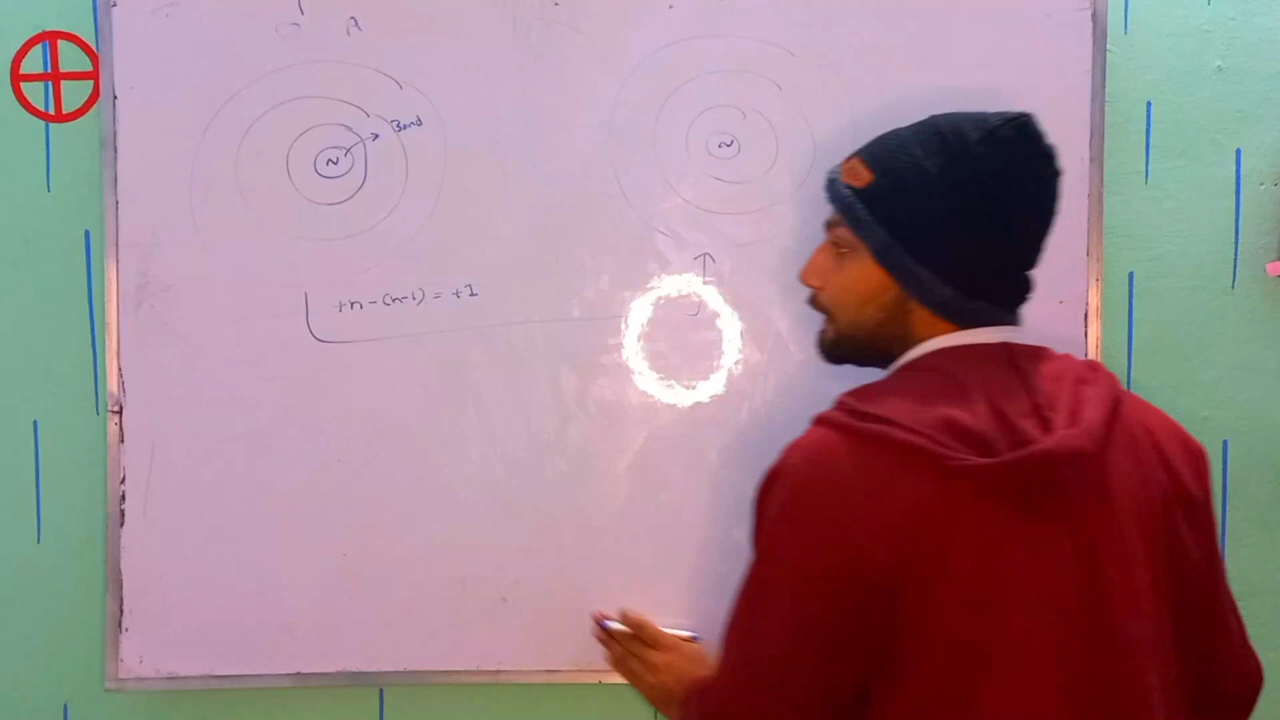 A
Bond
~
~
+n-(n-1) = +1